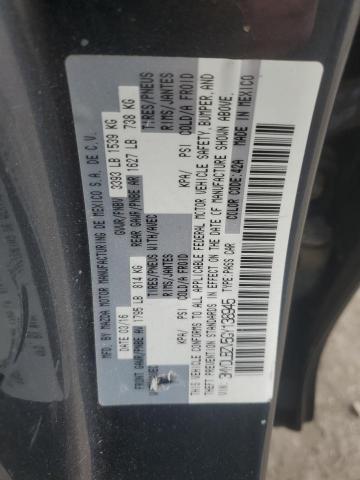 MFD. BY MAZDA MOTOR MANUFACTURING DE MEXICO S.A. DE C.V.
DATE: 03/16 GVWR/PNBV 3393 LB 1539 KG
FRONT GAWR/PNBE AV 1795 LB 814 KG REAR GAWR/PNBE AR 1627 LB 738 KG
TIRES/PNEUS WITH/AVEC TIRES/PNEUS
RIMS/JANTES RIMS/JANTES
COLD/A FROID KPA/ PSI COLD/A FROID KPA/ PSI COLD/A FROID
THIS VEHICLE CONFORMS TO ALL APPLICABLE FEDERAL MOTOR VEHICLE SAFETY, BUMPER, AND
THEFT PREVENTION STANDARDS IN EFFECT ON THE DATE OF MANUFACTURE SHOWN ABOVE.
TYPE: PASS CAR COLOR CODE: 42A MADE IN MEXICO
VIN: